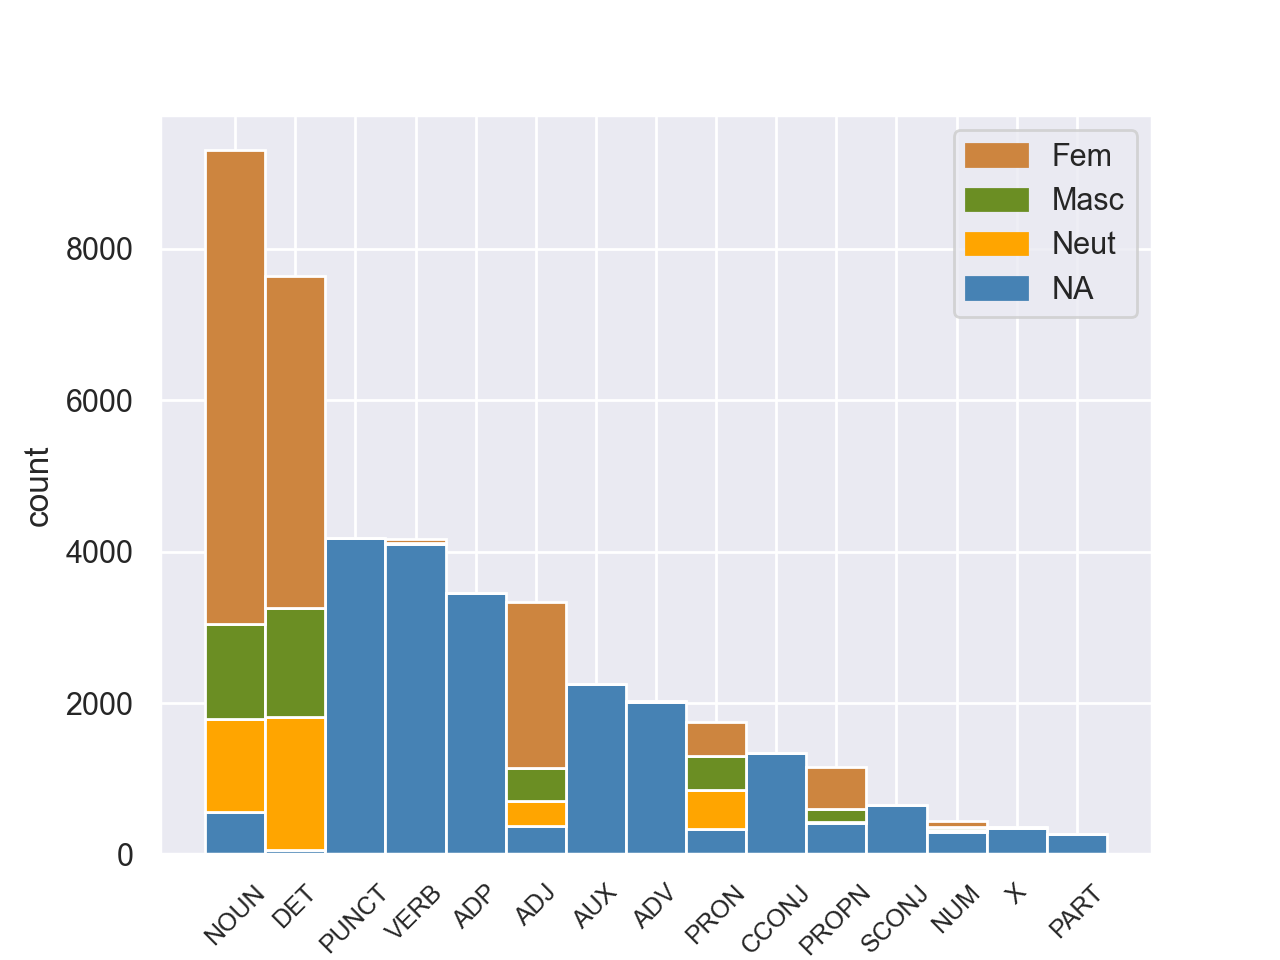 Fem
Masc
Neut
NA
8000
6000
4000
2000
0
count
NOUN
DET
PUNCT
VERB
ADP
ADJ
AUX
ADV
PRON
CCONJ
PROPN
SCONJ
NUM
X
PART